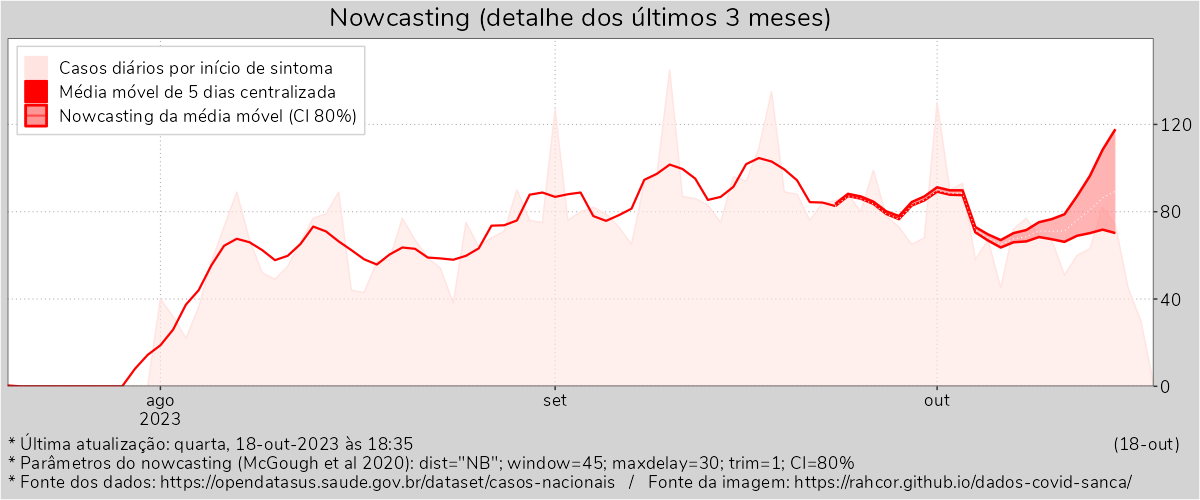 Nowcasting (detalhe dos últimos 3 meses)
Casos diários por início de sintoma
Média móvel de 5 dias centralizada
Nowcasting da média móvel (CI 80%)
120
80
40
0
ago
2023
set
out
* Última atualização: quarta, 18-out-2023 às 18:35
(18-out)
* Parâmetros do nowcasting (McGough et al 2020): dist="NB"; window=45; maxdelay=30; trim=1; CI=80%
* Fonte dos dados: https://opendatasus.saude.gov.br/dataset/casos-nacionais / Fonte da imagem: https://rahcor.github.io/dados-covid-sanca/